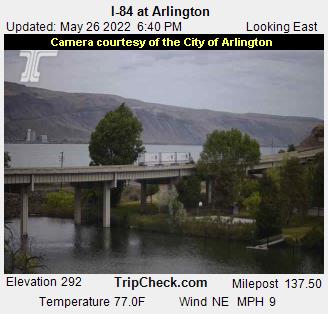 I-84 at Arlington
Updated: May 26 2022 6:40 PM Looking East
Camera courtesy of the City of Arlington
Elevation 292 TripCheck.com Milepost 137.50
Temperature 77.0F Wind NE MPH 9